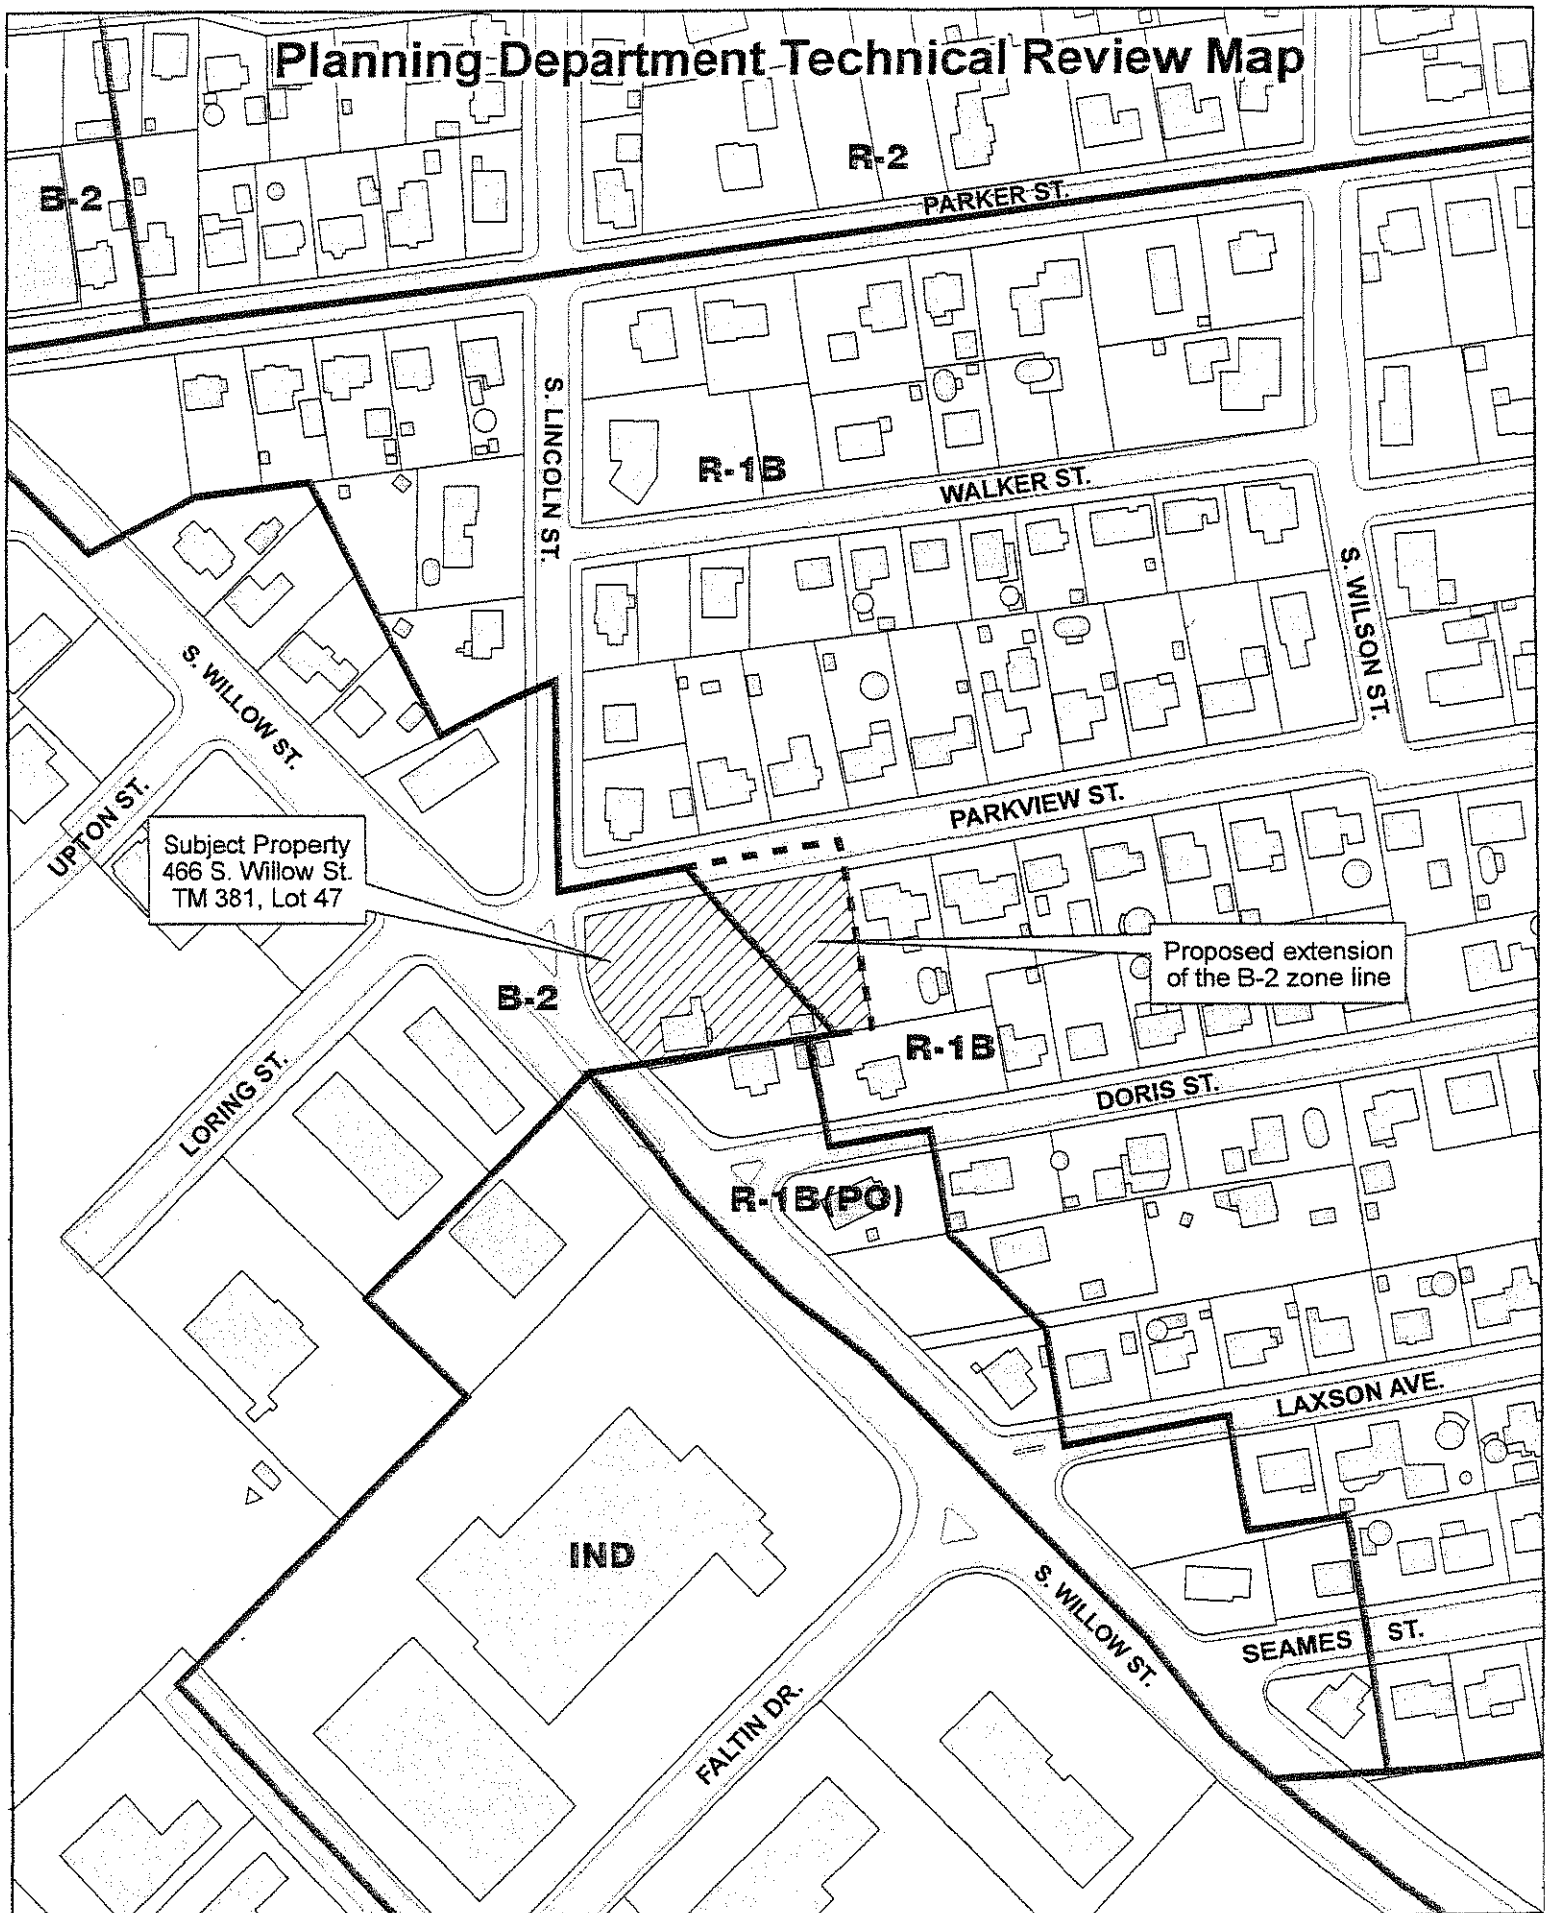 Planning Department Technical Review Map
B-2
R-2
PARKER ST.
S. LINCOLN ST.
R-1B
WALKER ST.
S. WILSON ST.
S. WILLOW ST.
UPTON ST.
PARKVIEW ST.
Subject Property
466 S. Willow St.
TM 381, Lot 47
Proposed extension
of the B-2 zone line
B-2
R-1B
LORING ST.
DORIS ST.
R-1B(PO)
LAXSON AVE.
IND
S. WILLOW ST.
SEAMES ST.
FALTIN DR.